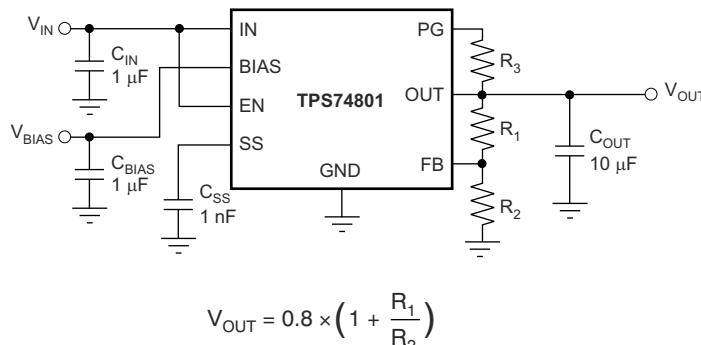 V_IN
C_IN
1 µF
V_BIAS
C_BIAS
1 µF
C_SS
1 nF
IN
BIAS
EN
SS
TPS74801
GND
PG
OUT
FB
R_3
R_1
R_2
V_OUT
C_OUT
10 µF
V_OUT = 0.8 × (1 + R_1/R_2)